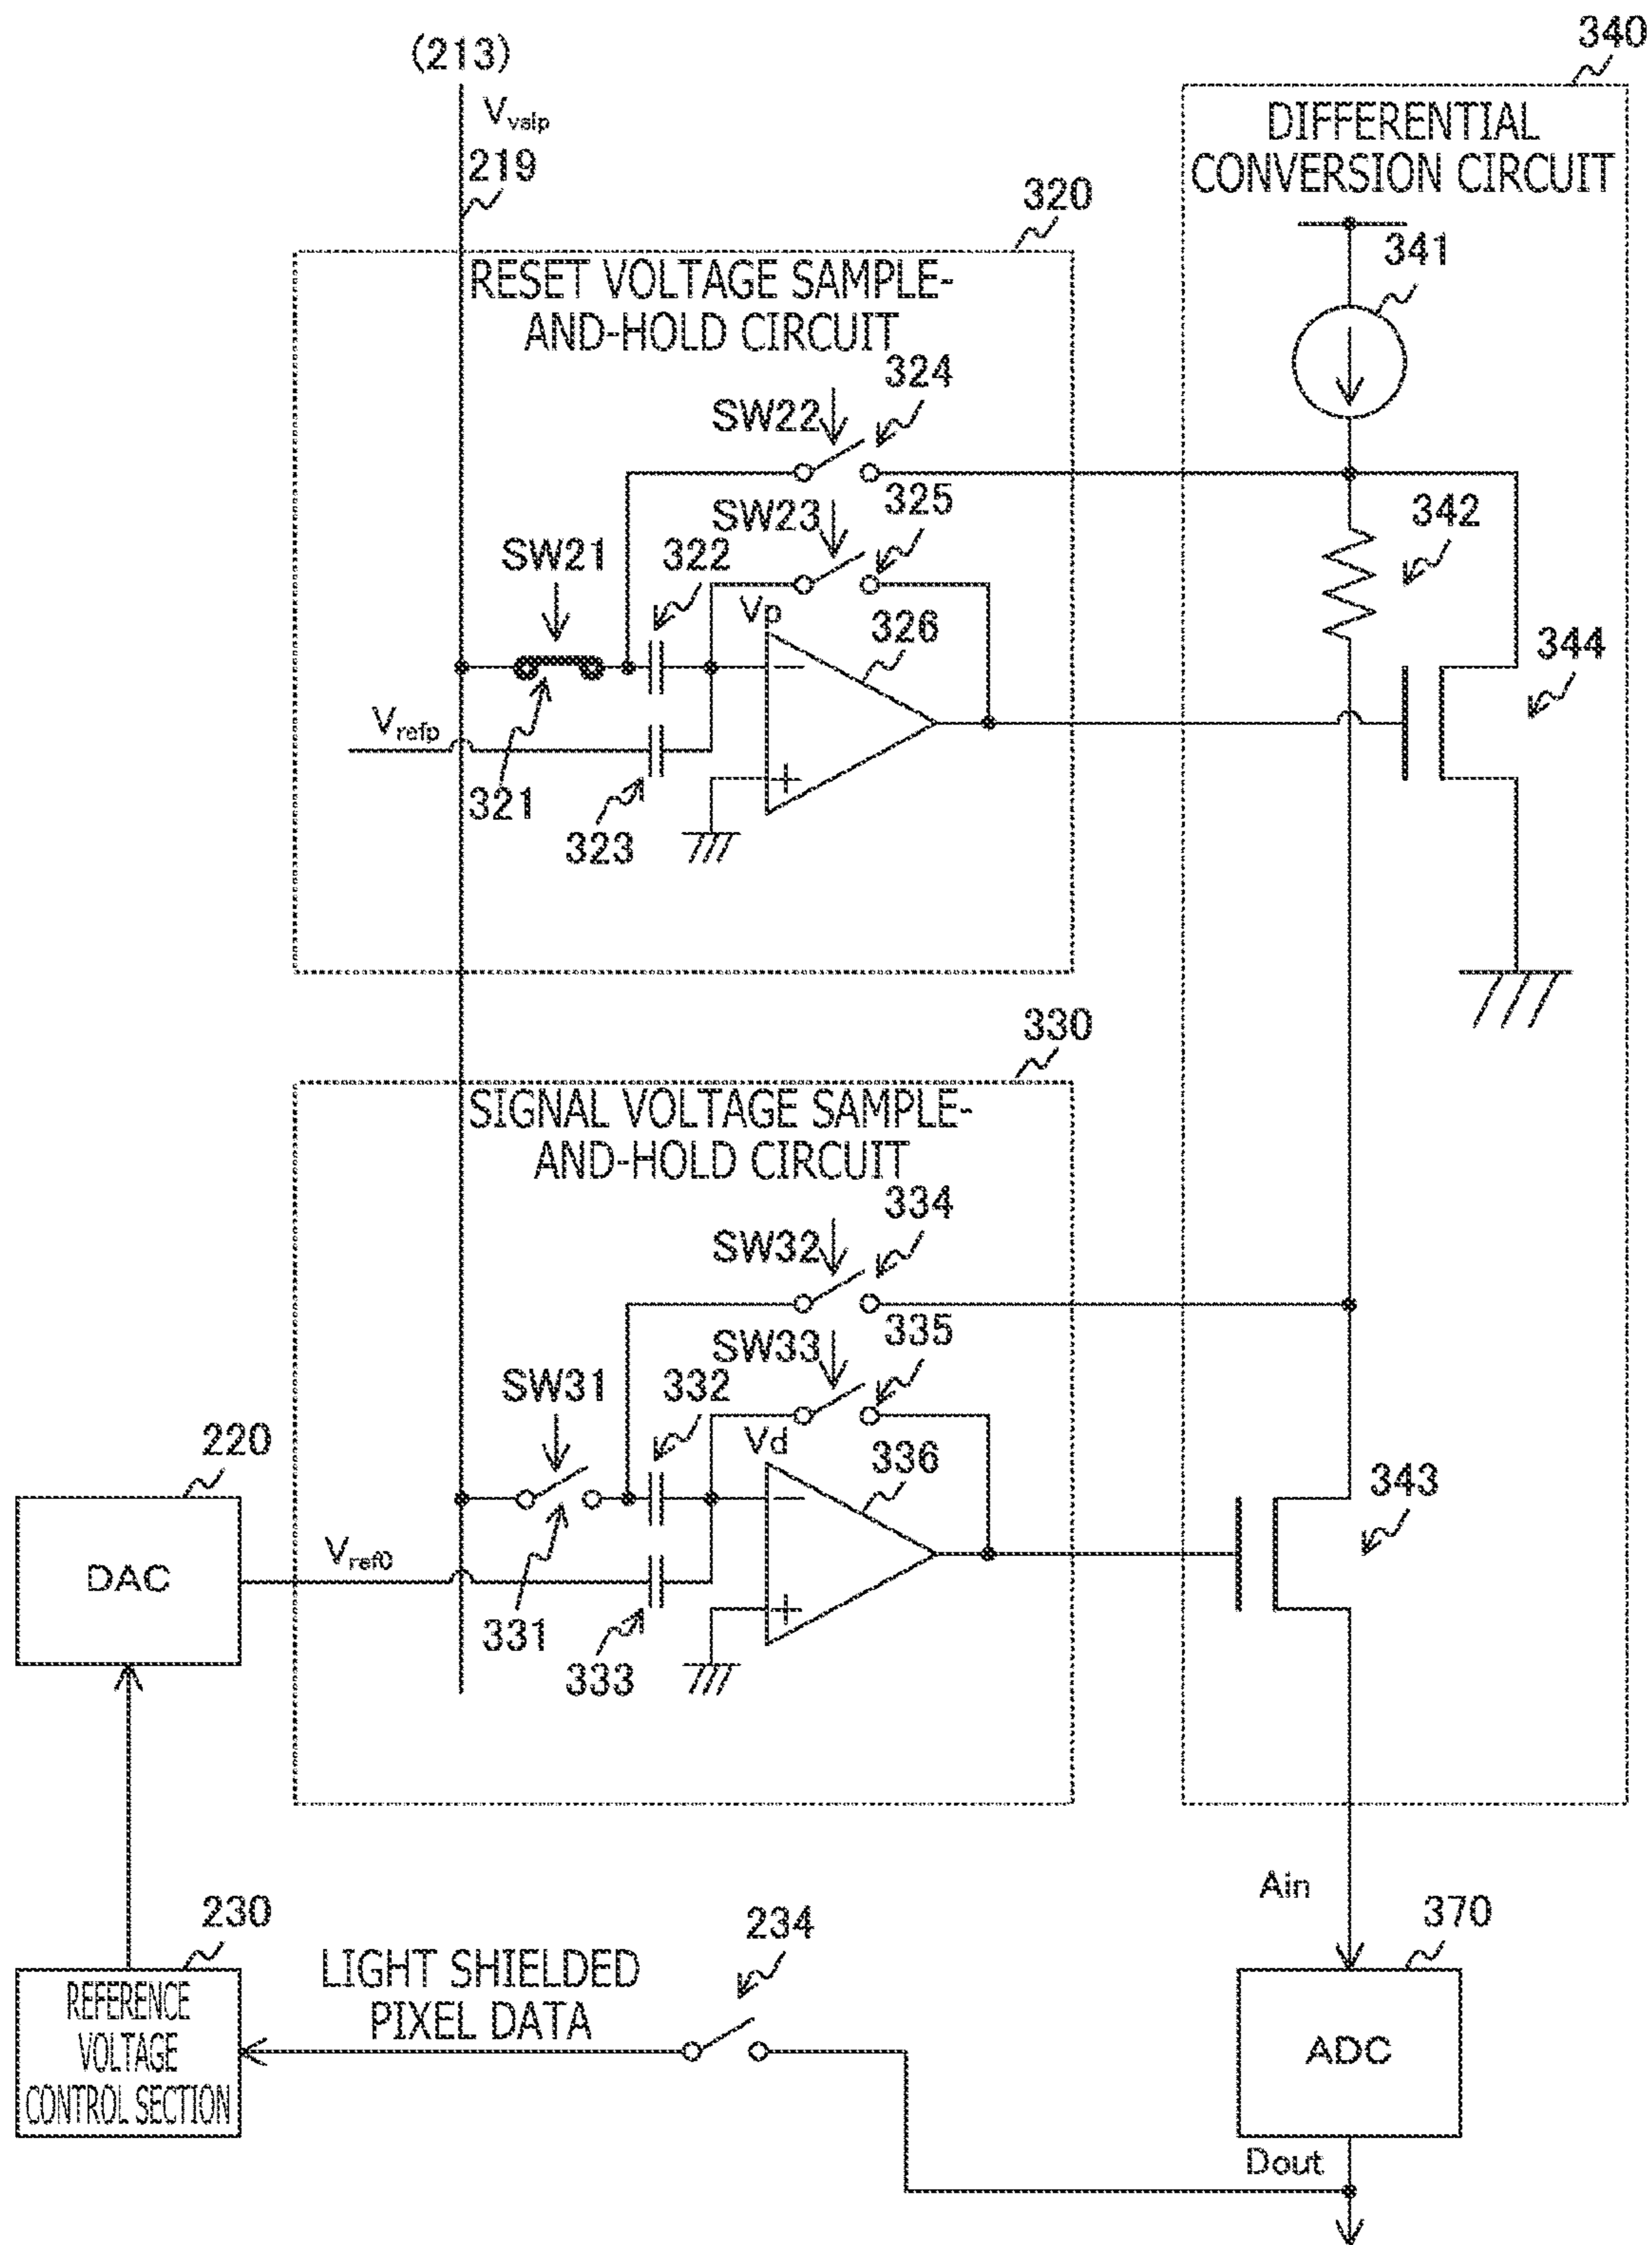 (213)
Vvslp
219
340
DIFFERENTIAL
CONVERSION CIRCUIT
341
320
RESET VOLTAGE SAMPLE-
AND-HOLD CIRCUIT
324
SW22
325
SW23
342
SW21
322
Vp
326
344
Vrefp
321
323
−
+
330
SIGNAL VOLTAGE SAMPLE-
AND-HOLD CIRCUIT
334
SW32
335
SW33
SW31
332
Vd
336
343
220
DAC
Vref0
331
333
−
+
Ain
230
REFERENCE
VOLTAGE
CONTROL SECTION
LIGHT SHIELDED
PIXEL DATA
234
370
ADC
Dout